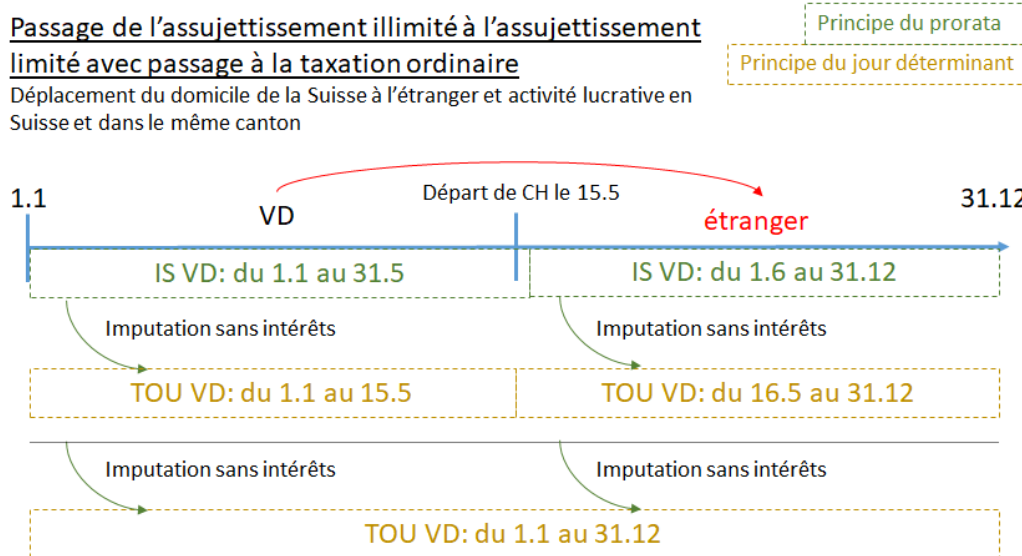 Passage de l’assujettissement illimité à l’assujettissement
limité avec passage à la taxation ordinaire
Déplacement du domicile de la Suisse à l’étranger et activité lucrative en
Suisse et dans le même canton
Principe du prorata
Principe du jour déterminant
1.1
VD
Départ de CH le 15.5
étranger
31.12
IS VD: du 1.1 au 31.5
IS VD: du 1.6 au 31.12
Imputation sans intérêts
Imputation sans intérêts
TOU VD: du 1.1 au 15.5
TOU VD: du 16.5 au 31.12
Imputation sans intérêts
Imputation sans intérêts
TOU VD: du 1.1 au 31.12